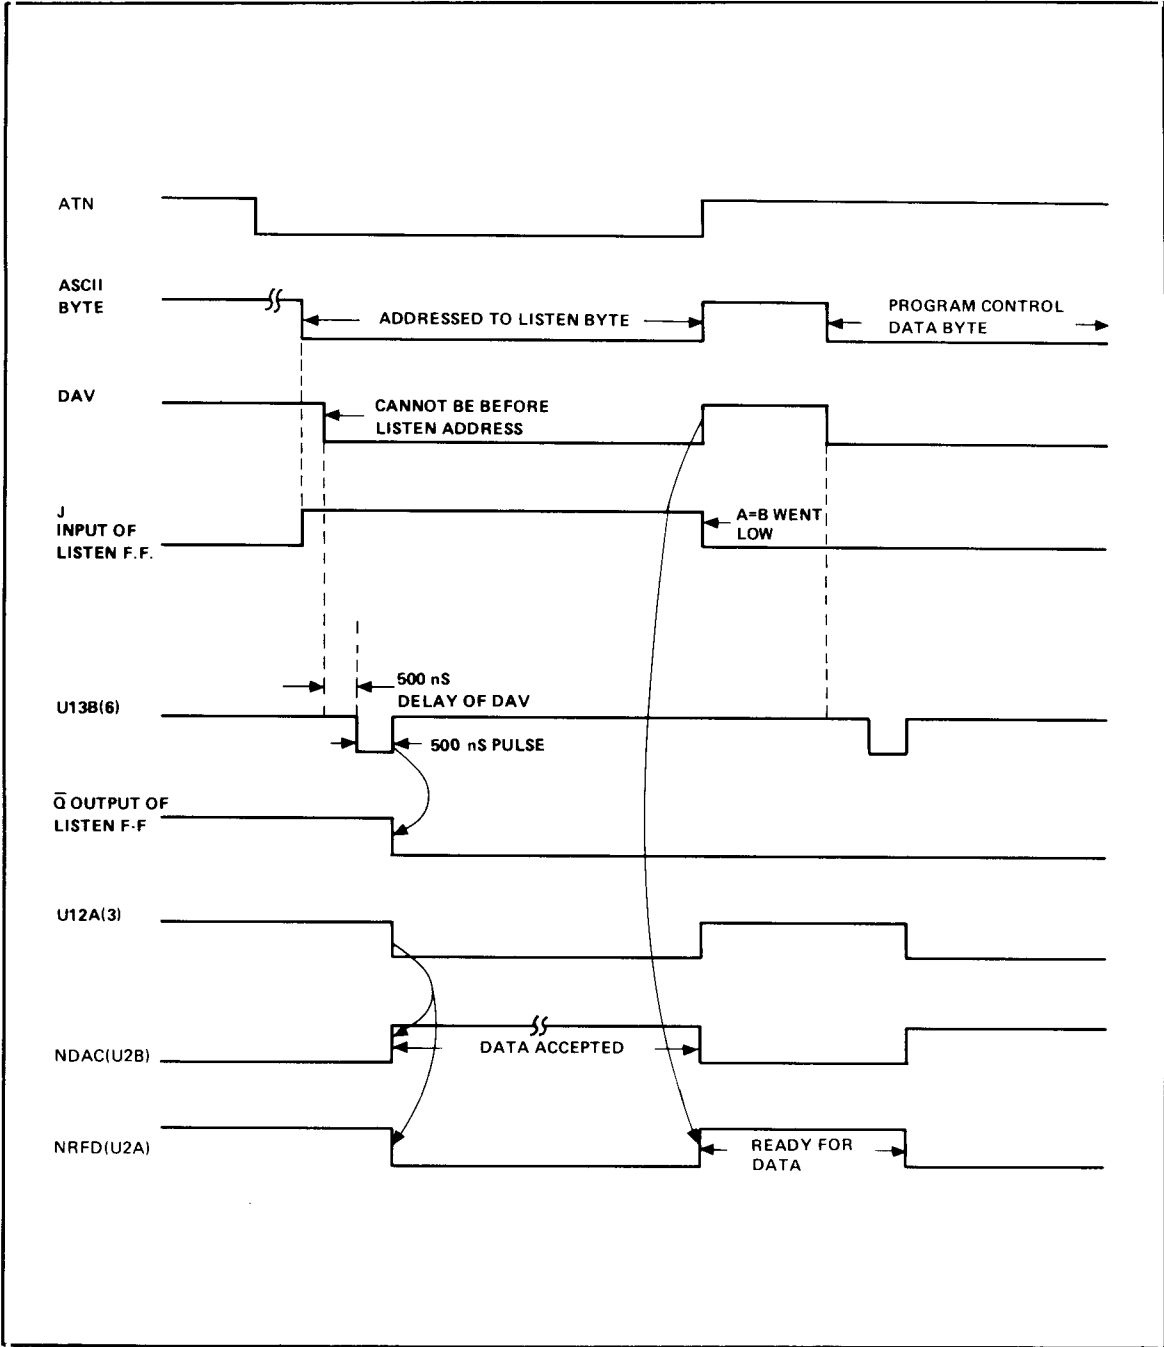 ATN
ASCII
BYTE
ADDRESSED TO LISTEN BYTE
PROGRAM CONTROL
DATA BYTE
DAV
CANNOT BE BEFORE
LISTEN ADDRESS
J
INPUT OF
LISTEN F.F.
A=B WENT
LOW
500 nS
DELAY OF DAV
U13B(6)
500 nS PULSE
Q̅ OUTPUT OF
LISTEN F-F
U12A(3)
NDAC(U2B)
DATA ACCEPTED
NRFD(U2A)
READY FOR
DATA